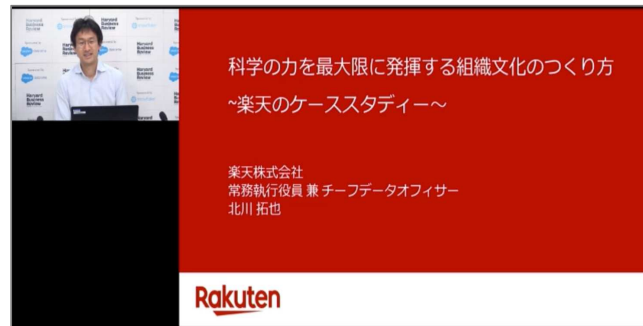 Harvard
Business
Review
科学の力を最大限に発揮する組織文化のつくり方
~楽天のケーススタディー～
楽天株式会社
常務執行役員 兼 チーフデータオフィサー
北川 拓也
Rakuten